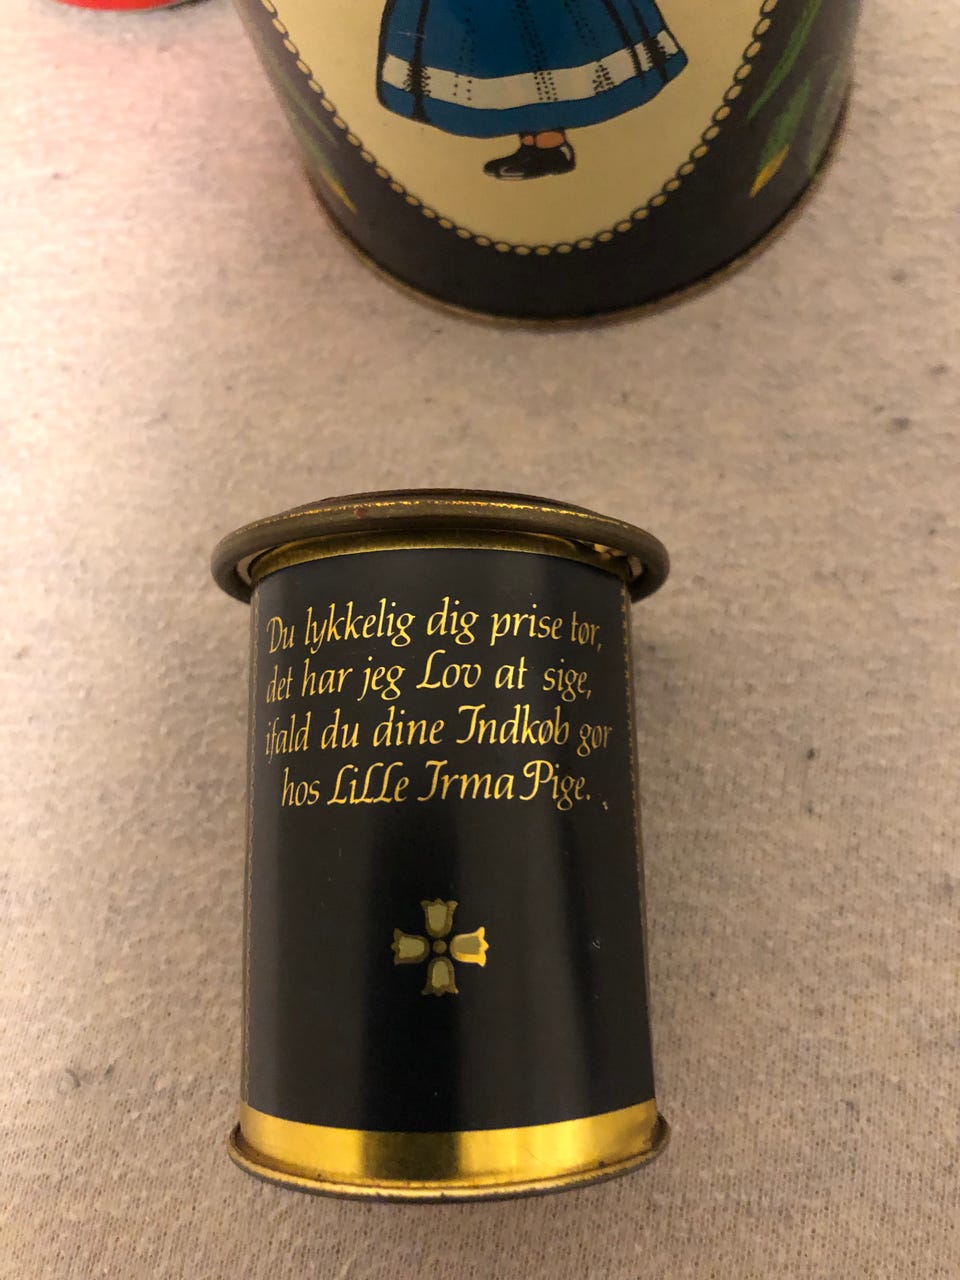 Du lykkelig dig prise tør,
det har jeg Lov at sige,
ifald du dine Indkøb gør
hos Lille Irma Pige.